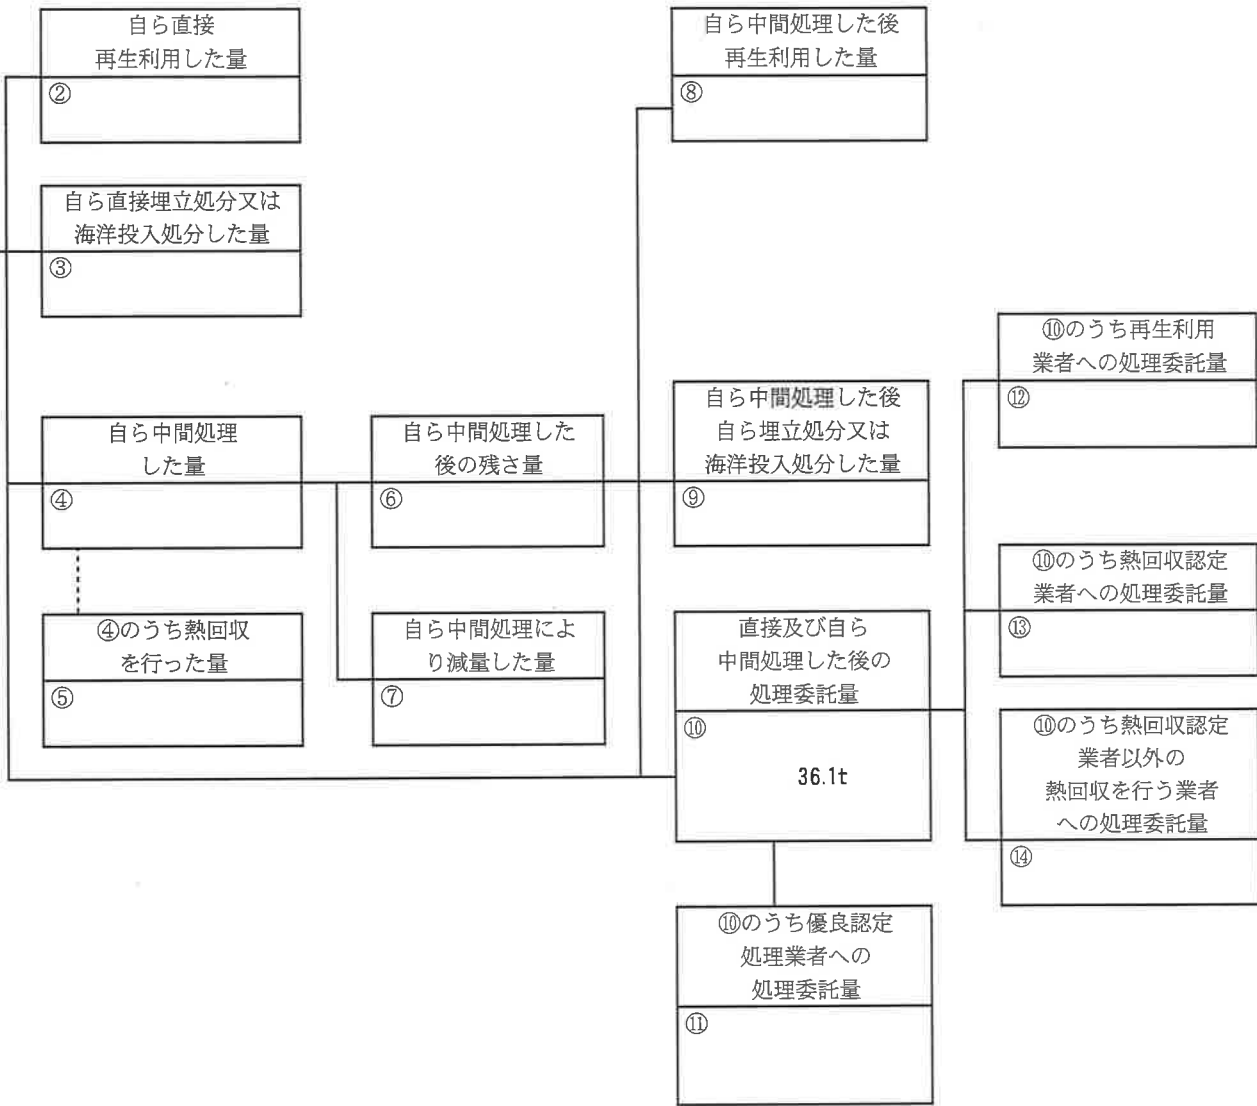 自ら直接
再生利用した量
②
自ら中間処理した後
再生利用した量
⑧
自ら直接埋立処分又は
海洋投入処分した量
③
⑩のうち再生利用
業者への処理委託量
⑫
自ら中間処理
した量
④
自ら中間処理した
後の残さ量
⑥
自ら中間処理した後
自ら埋立処分又は
海洋投入処分した量
⑨
⑩のうち熱回収認定
業者への処理委託量
⑬
④のうち熱回収
を行った量
⑤
自ら中間処理によ
り減量した量
⑦
直接及び自ら
中間処理した後の
処理委託量
⑩
36.1t
⑩のうち熱回収認定
業者以外の
熱回収を行う業者
への処理委託量
⑭
⑩のうち優良認定
処理業者への
処理委託量
⑪